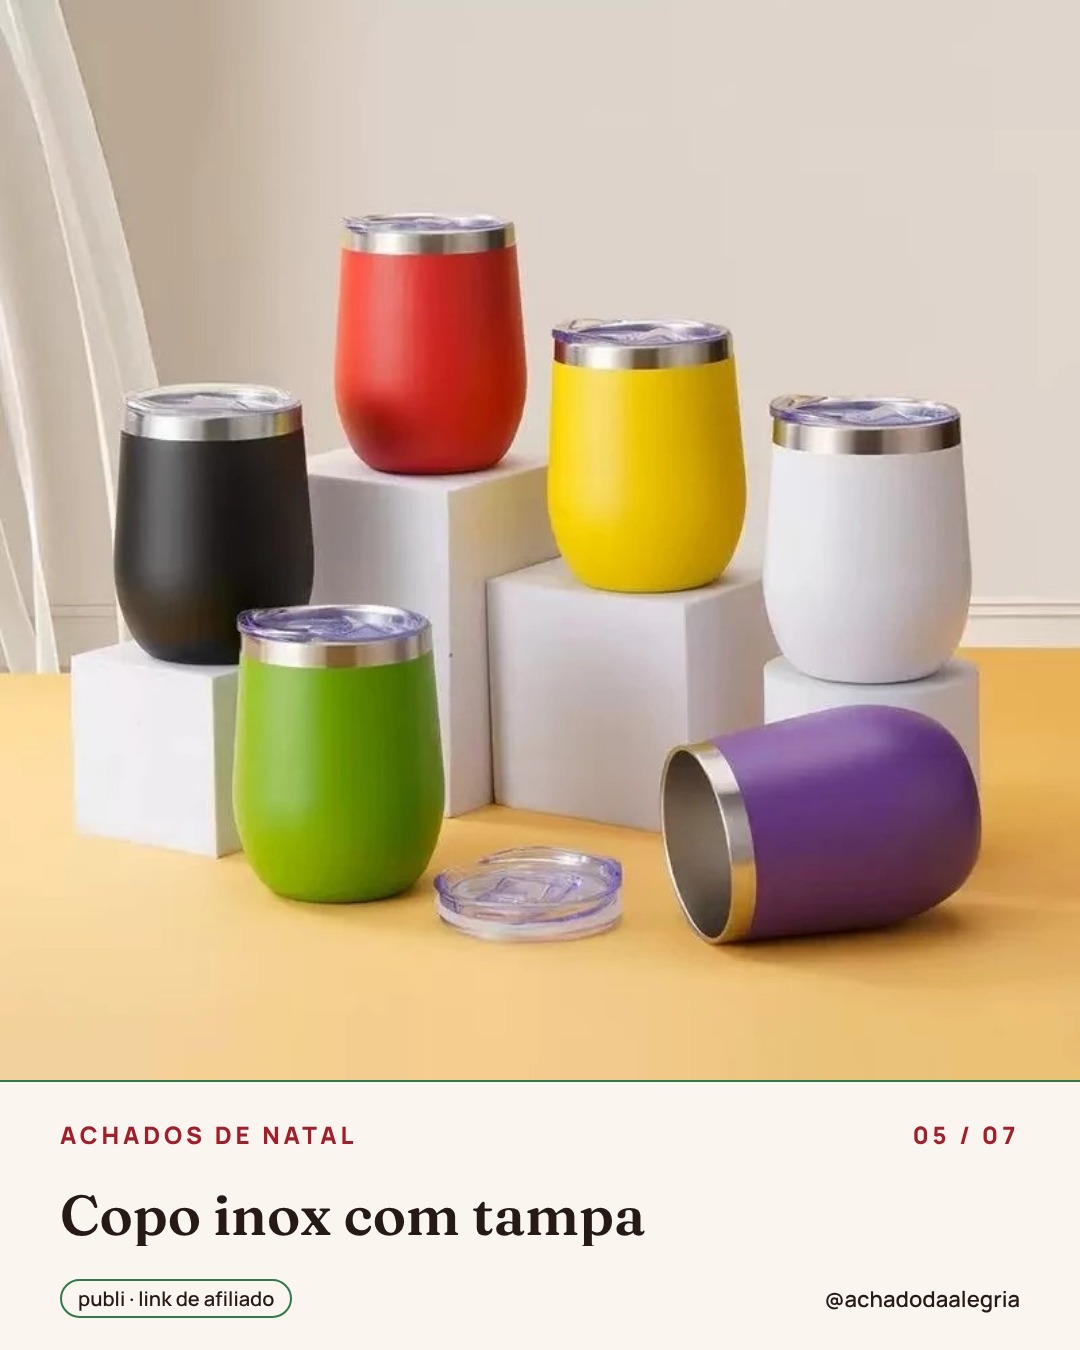 ACHADOS DE NATAL
05 / 07
Copo inox com tampa
publi · link de afiliado
@achadodaalegria